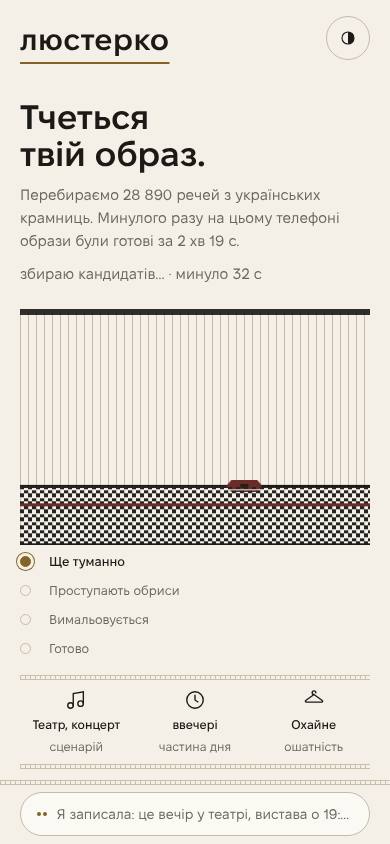 люстерко
Тчеться
твій образ.
Перебираємо 28 890 речей з українських
крамниць. Минулого разу на цьому телефоні
образи були готові за 2 хв 19 с.
збираю кандидатів… · минуло 32 с
Ще туманно
Проступають обриси
Вимальовується
Готово
Театр, концерт
ввечері
Охайне
сценарій
частина дня
ошатність
Я записала: це вечір у театрі, вистава о 19:…